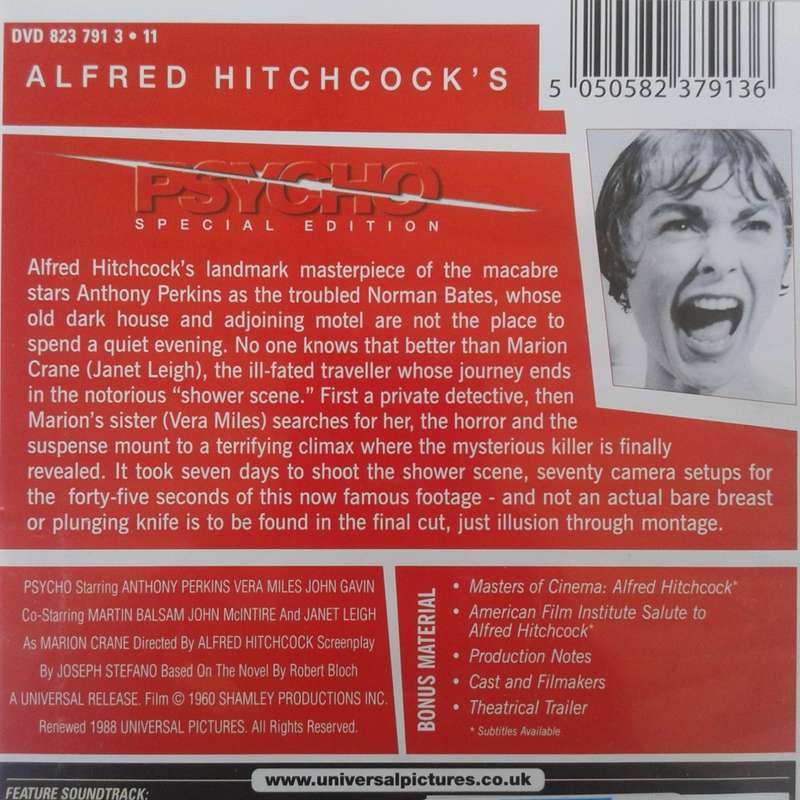 DVD 823 791 3 • 11
ALFRED HITCHCOCK'S
5 050582 379136
PSYCHO
SPECIAL EDITION
Alfred Hitchcock's landmark masterpiece of the macabre
stars Anthony Perkins as the troubled Norman Bates, whose
old dark house and adjoining motel are not the place to
spend a quiet evening. No one knows that better than Marion
Crane (Janet Leigh), the ill-fated traveller whose journey ends
in the notorious “shower scene.” First a private detective, then
Marion's sister (Vera Miles) searches for her, the horror and the
suspense mount to a terrifying climax where the mysterious killer is finally
revealed. It took seven days to shoot the shower scene, seventy camera setups for
the forty-five seconds of this now famous footage - and not an actual bare breast
or plunging knife is to be found in the final cut, just illusion through montage.
PSYCHO Starring ANTHONY PERKINS VERA MILES JOHN GAVIN
Co-Starring MARTIN BALSAM JOHN McINTIRE And JANET LEIGH
As MARION CRANE Directed By ALFRED HITCHCOCK Screenplay
By JOSEPH STEFANO Based On The Novel By Robert Bloch
A UNIVERSAL RELEASE. Film © 1960 SHAMLEY PRODUCTIONS INC.
Renewed 1988 UNIVERSAL PICTURES. All Rights Reserved.
BONUS MATERIAL
• Masters of Cinema: Alfred Hitchcock*
• American Film Institute Salute to
Alfred Hitchcock*
• Production Notes
• Cast and Filmakers
• Theatrical Trailer
* Subtitles Available
www.universalpictures.co.uk
FEATURE SOUNDTRACK: